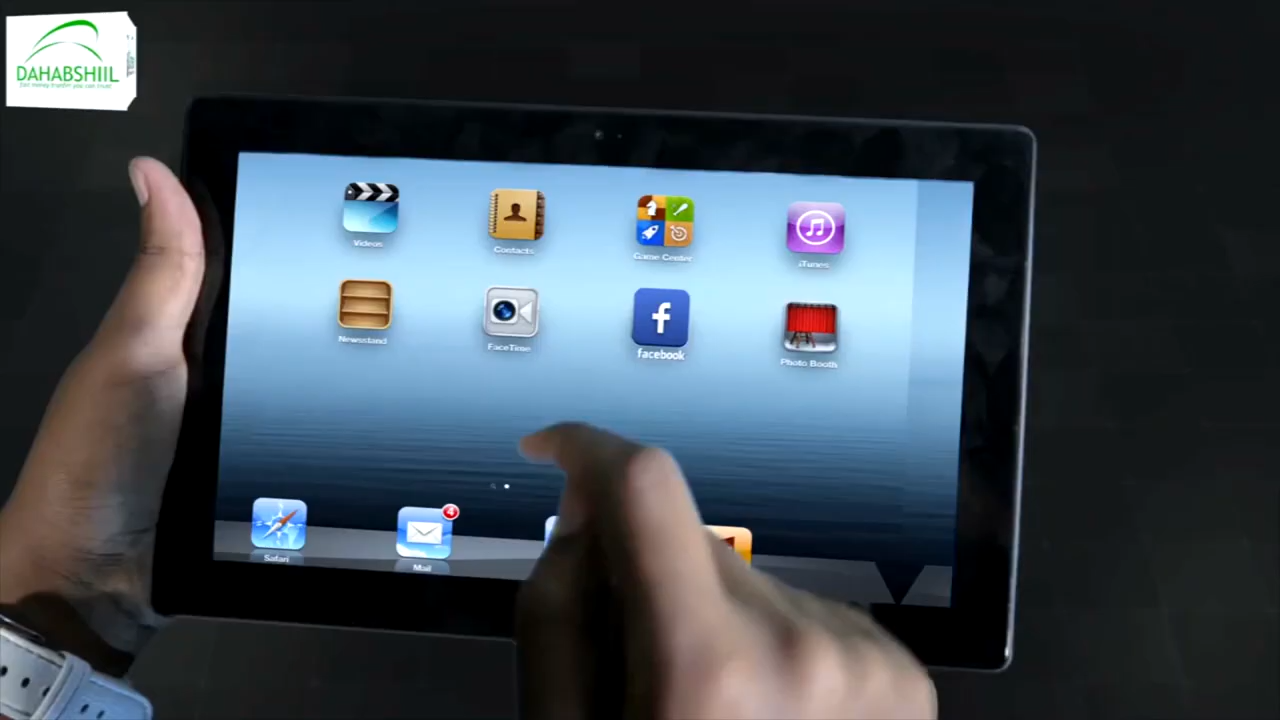 DAHABSHIIL
Videos
Contacts
Game Center
iTunes
Newsstand
FaceTime
facebook
Photo Booth
Safari
Mail
4